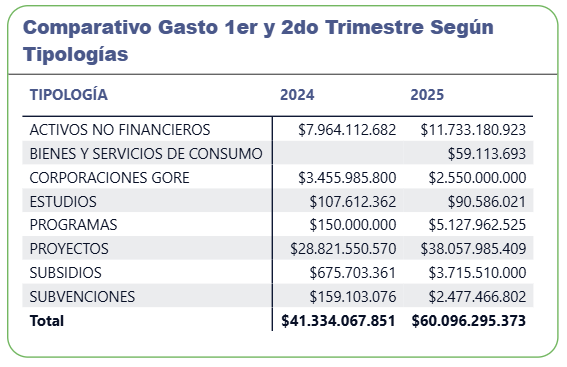 Comparativo Gasto 1er y 2do Trimestre Según
Tipologías
TIPOLOGÍA 2024 2025
ACTIVOS NO FINANCIEROS $7.964.112.682 $11.733.180.923
BIENES Y SERVICIOS DE CONSUMO $59.113.693
CORPORACIONES GORE $3.455.985.800 $2.550.000.000
ESTUDIOS $107.612.362 $90.586.021
PROGRAMAS $150.000.000 $5.127.962.525
PROYECTOS $28.821.550.570 $38.057.985.409
SUBSIDIOS $675.703.361 $3.715.510.000
SUBVENCIONES $159.103.076 $2.477.466.802
Total $41.334.067.851 $60.096.295.373